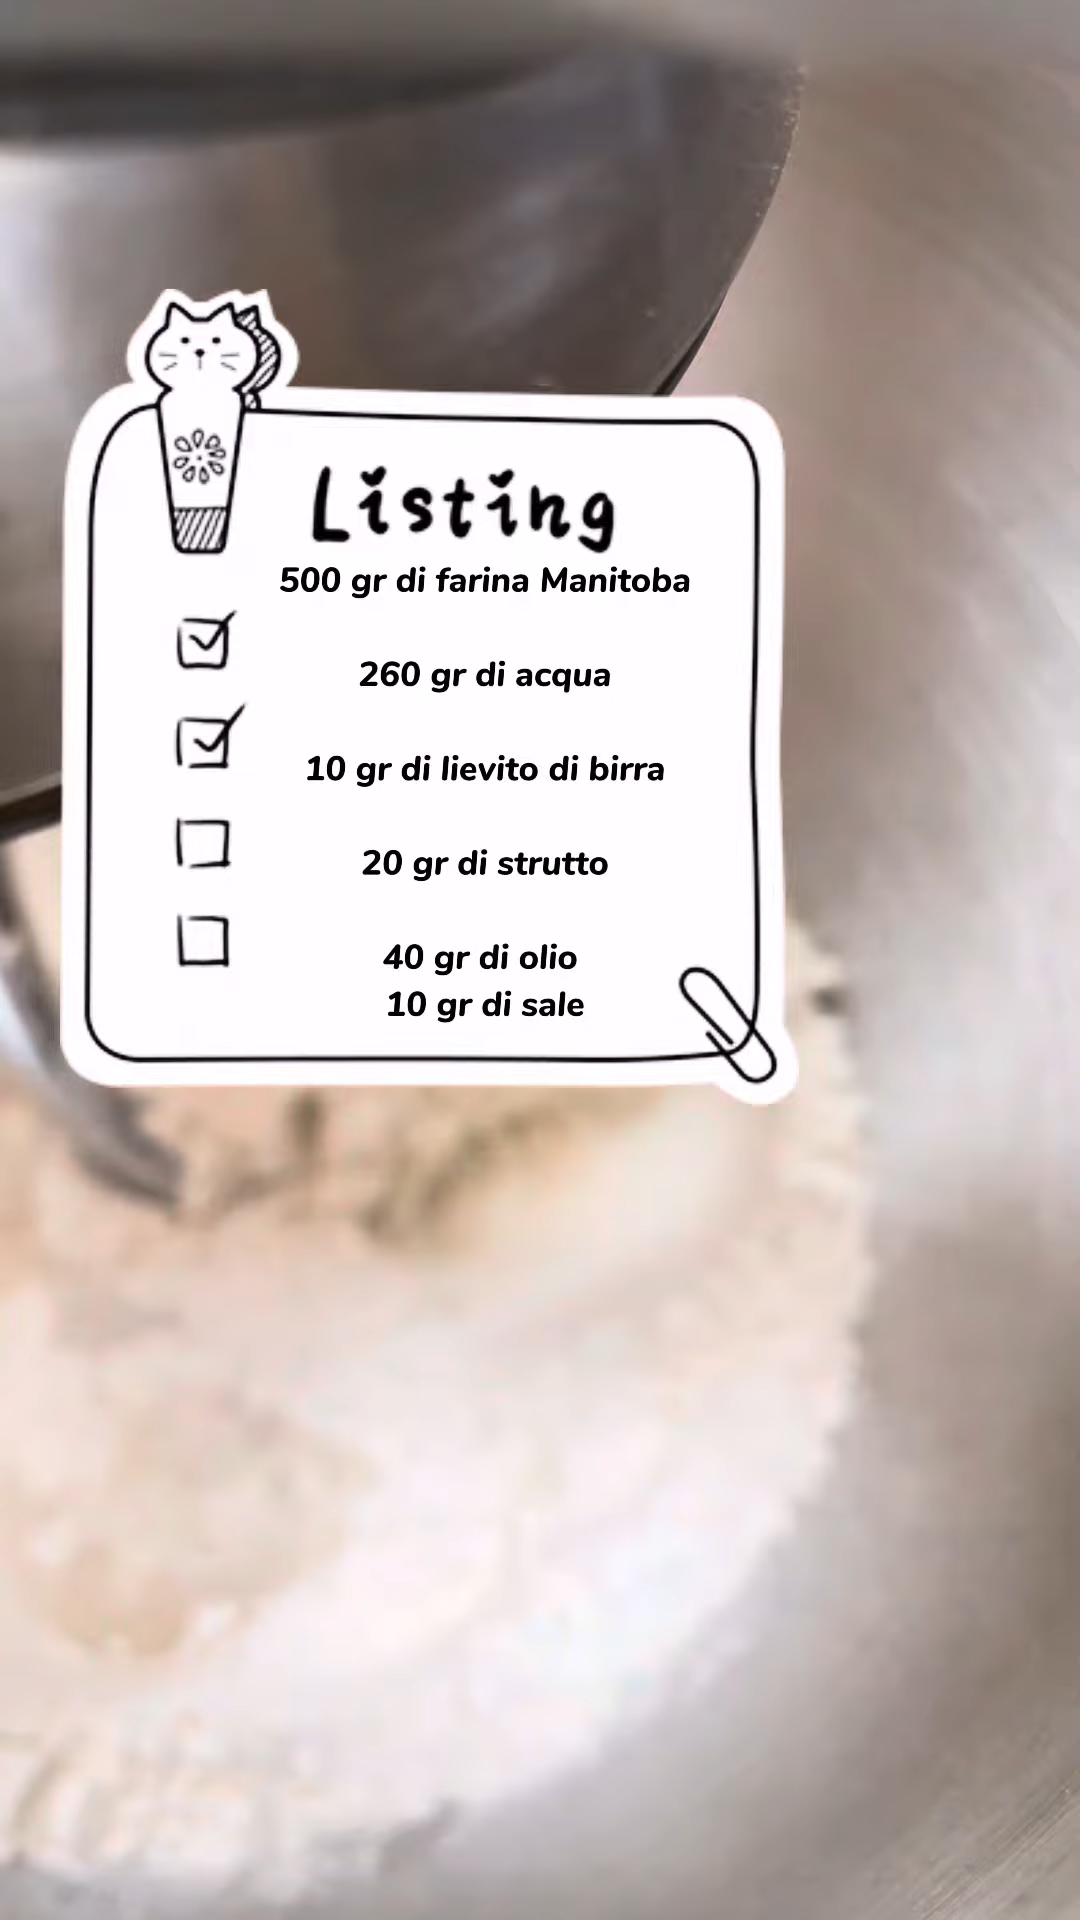 Listing
500 gr di farina Manitoba
260 gr di acqua
10 gr di lievito di birra
20 gr di strutto
40 gr di olio
10 gr di sale